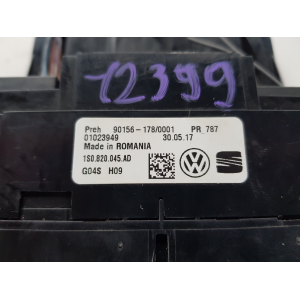 12399
Preh 90156-178/0001 PR 787
01023949 30.05.17
Made in ROMANIA
1S0.820.045.AD
G04S H09